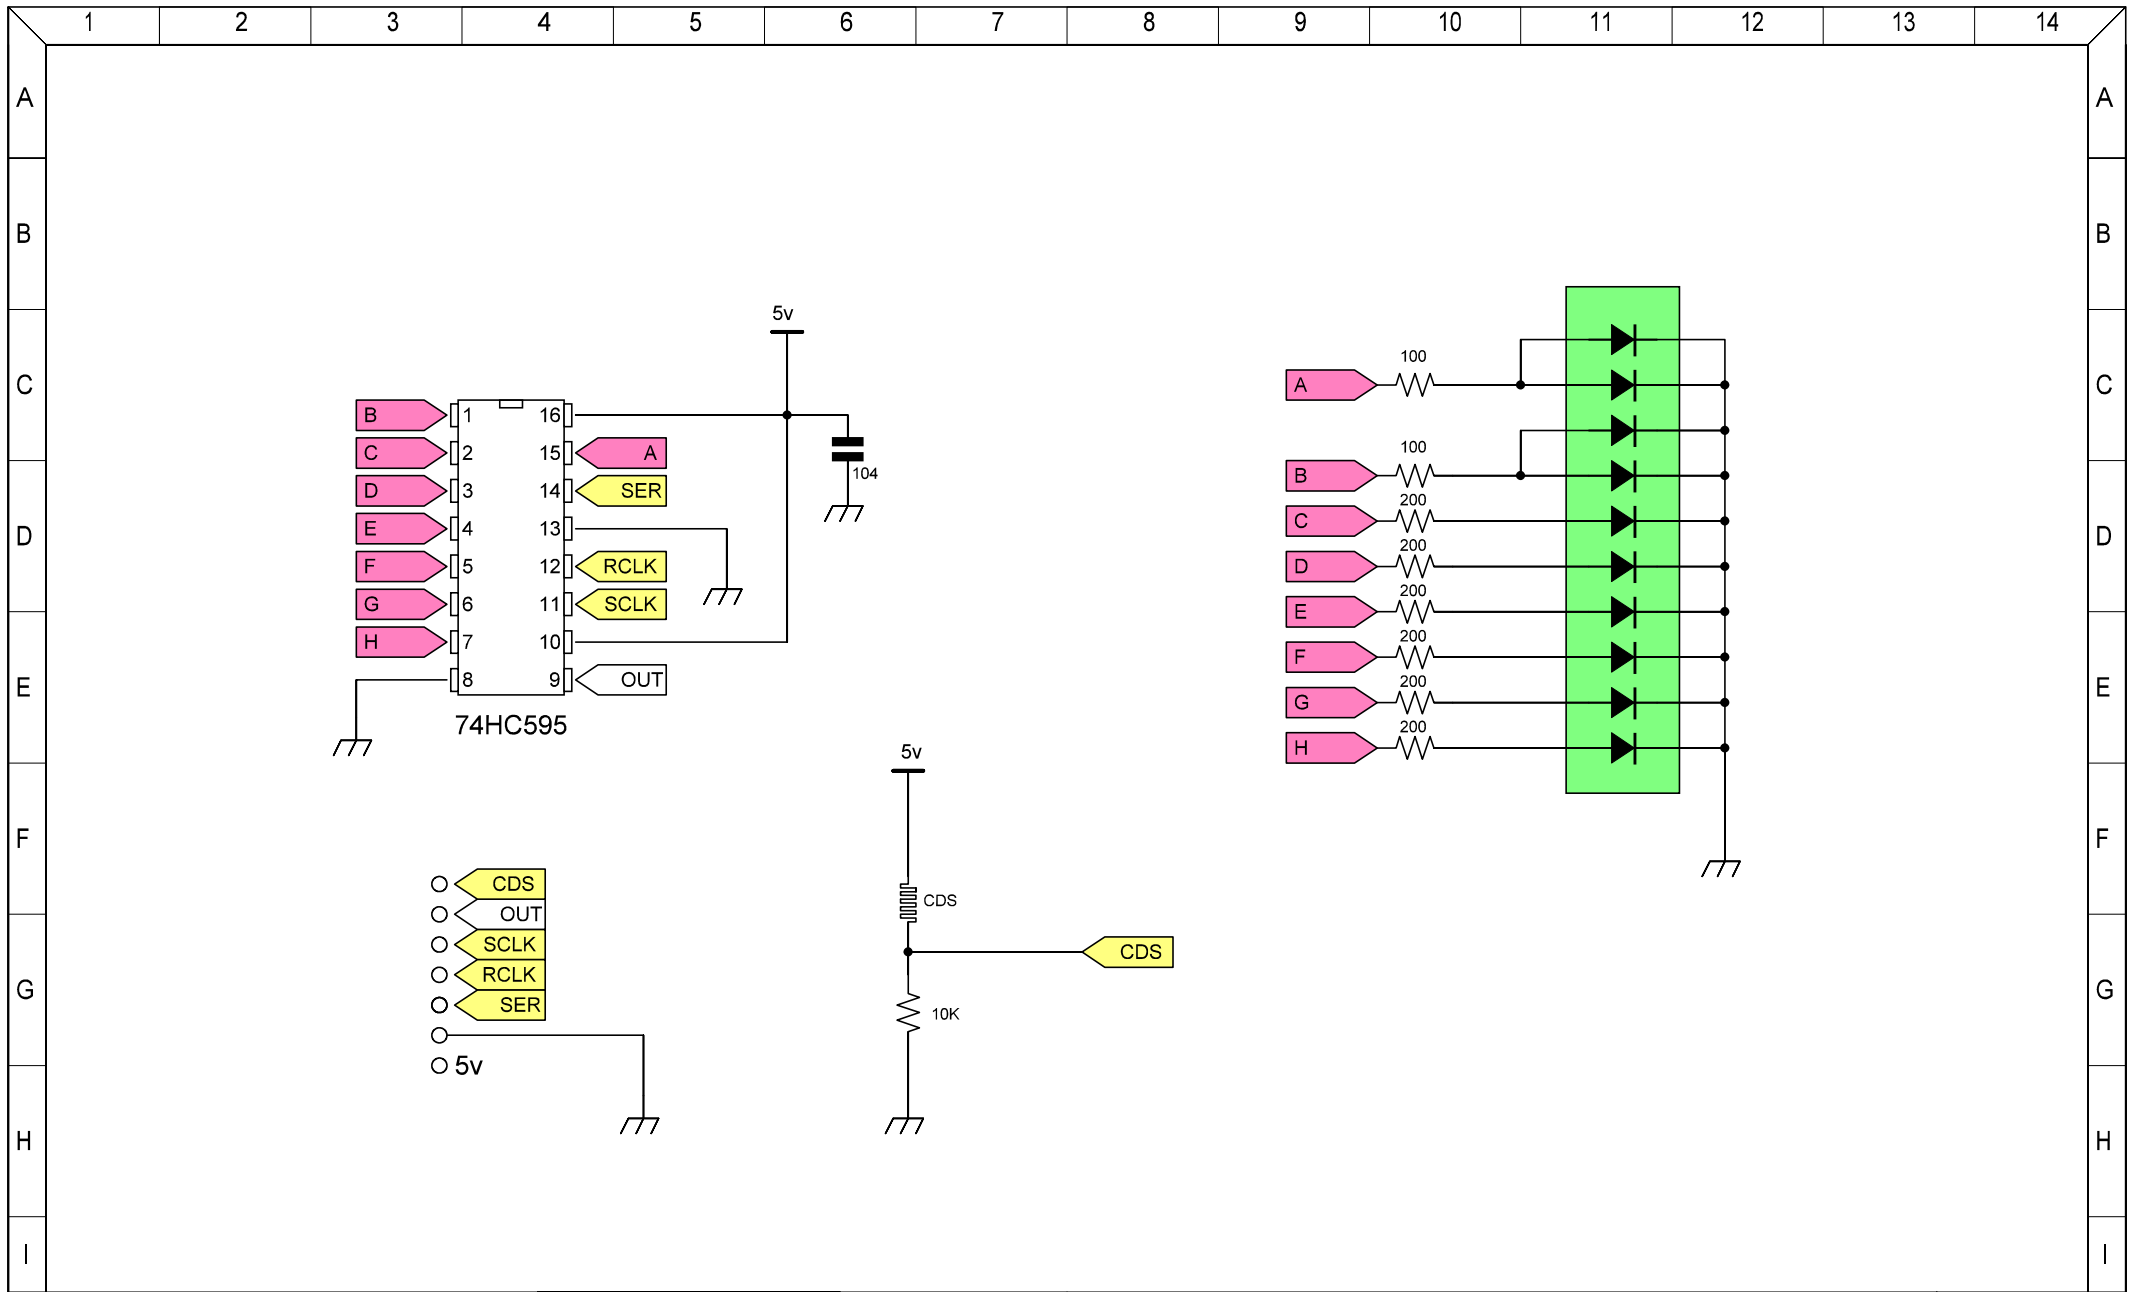 1 2 3 4 5 6 7 8 9 10 11 12 13 14
A A
B B
5v
100
C A C
B 1 16
C 2 15 A
100
104
B
D 3 14 SER
200
C
E 4 13
D D
200
F 5 12 RCLK
D
200
G 6 11 SCLK
E
200
H 7 10
F
200
8 9 OUT
E E
G
200
74HC595
H
5v
F F
CDS
CDS
OUT
SCLK
CDS
RCLK
G G
SER
10K
5v
H H
I I